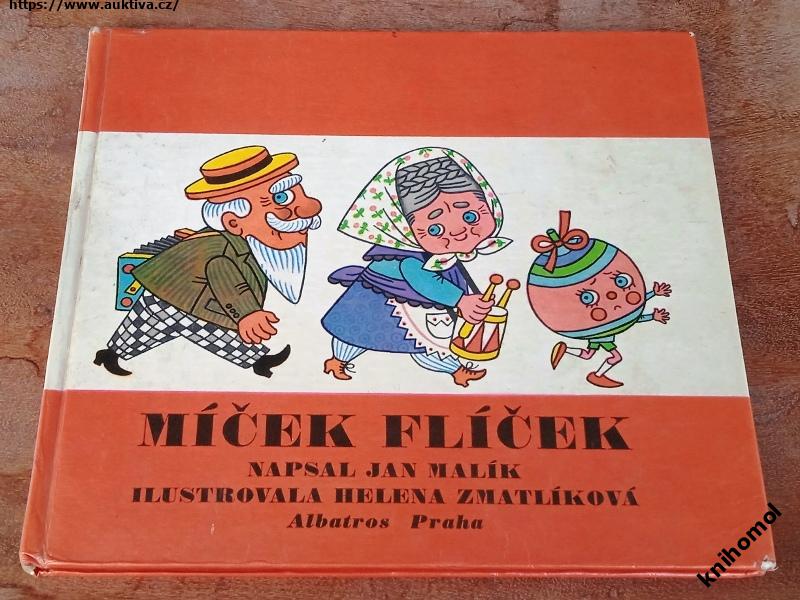 https://www.auktiva.cz/
MÍČEK FLÍČEK
NAPSAL JAN MALÍK
ILUSTROVALA HELENA ZMATLÍKOVÁ
Albatros Praha
knihomol